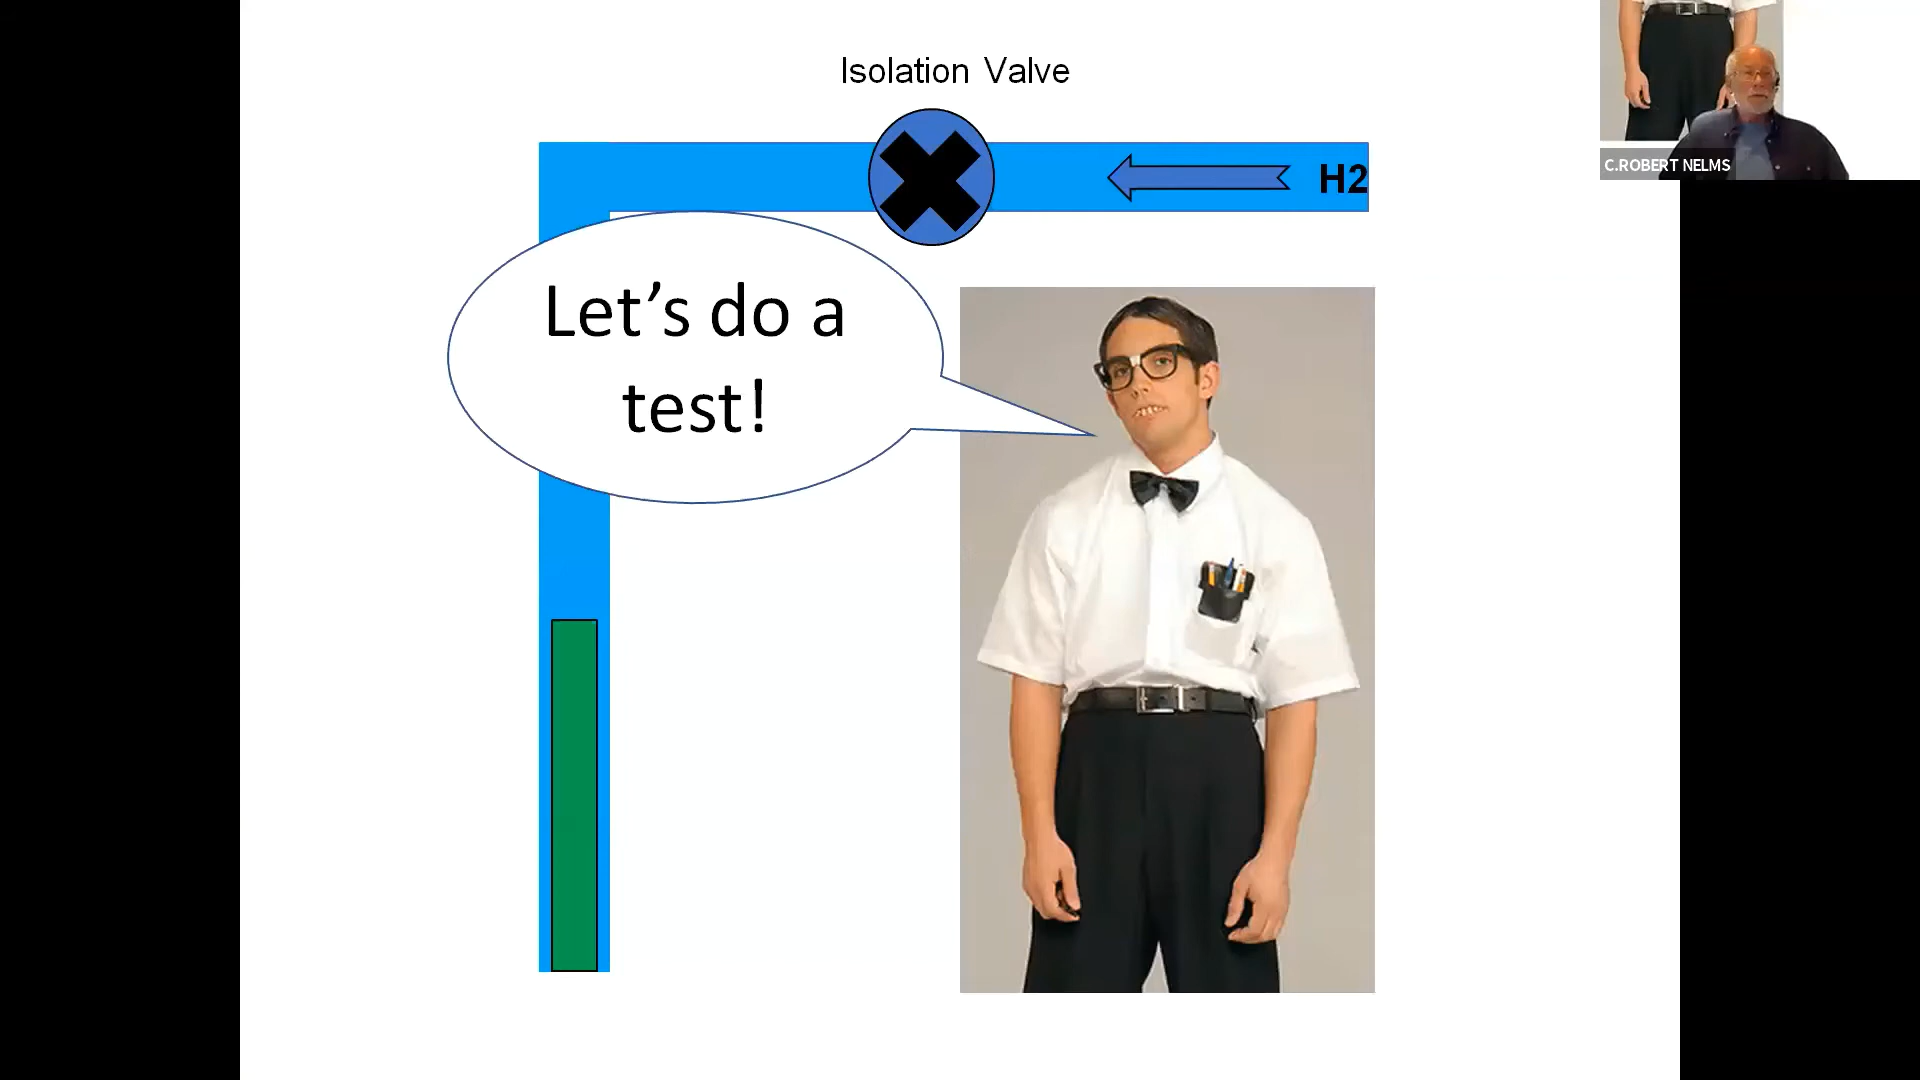 Isolation Valve
H2
C.ROBERT NELMS
Let’s do a
test!